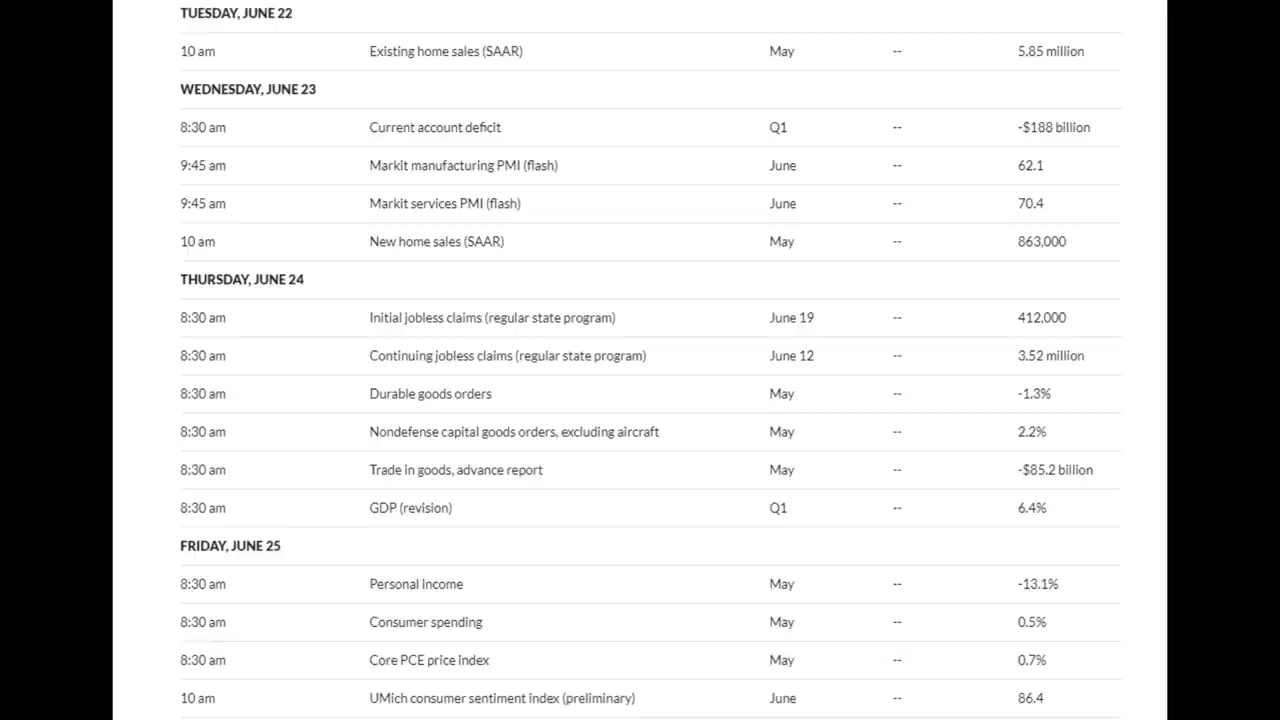 TUESDAY, JUNE 22
10 am Existing home sales (SAAR) May -- 5.85 million
WEDNESDAY, JUNE 23
8:30 am Current account deficit Q1 -- -$188 billion
9:45 am Markit manufacturing PMI (flash) June -- 62.1
9:45 am Markit services PMI (flash) June -- 70.4
10 am New home sales (SAAR) May -- 863,000
THURSDAY, JUNE 24
8:30 am Initial jobless claims (regular state program) June 19 -- 412,000
8:30 am Continuing jobless claims (regular state program) June 12 -- 3.52 million
8:30 am Durable goods orders May -- -1.3%
8:30 am Nondefense capital goods orders, excluding aircraft May -- 2.2%
8:30 am Trade in goods, advance report May -- -$85.2 billion
8:30 am GDP (revision) Q1 -- 6.4%
FRIDAY, JUNE 25
8:30 am Personal income May -- -13.1%
8:30 am Consumer spending May -- 0.5%
8:30 am Core PCE price index May -- 0.7%
10 am UMich consumer sentiment index (preliminary) June -- 86.4